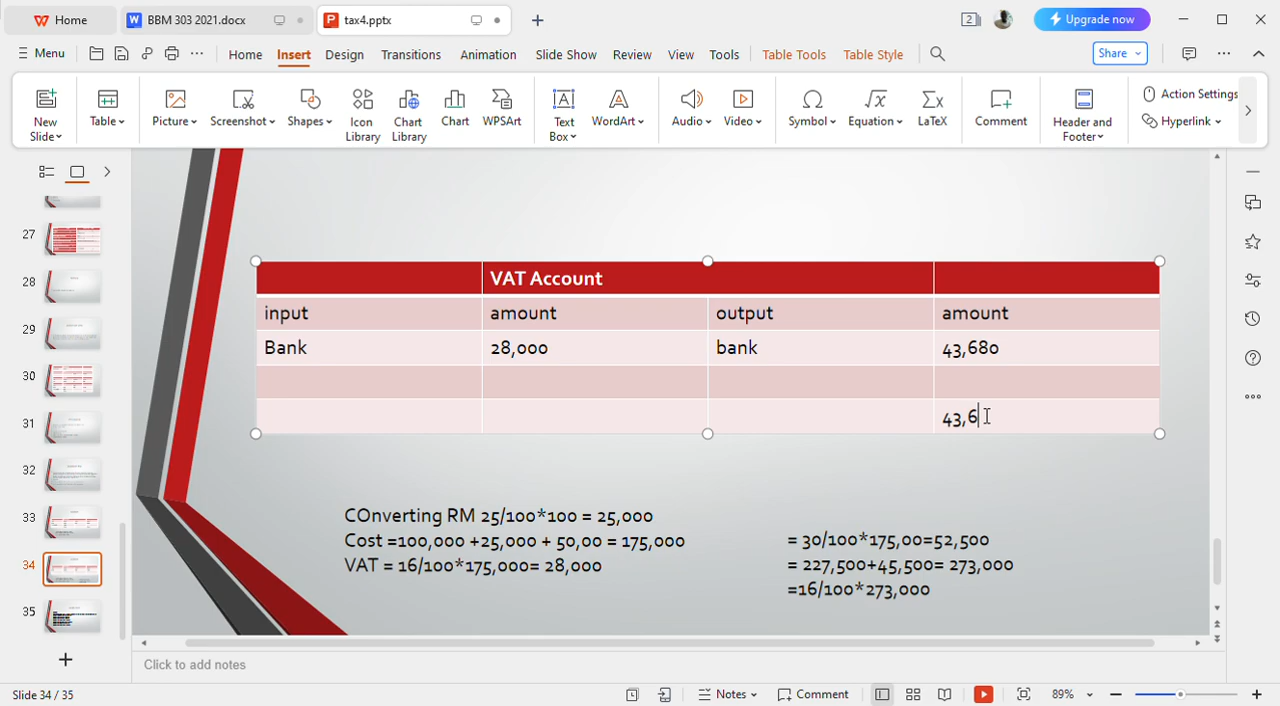 Home
BBM 303 2021.docx
tax4.pptx
2
Upgrade now
Menu
Home
Insert
Design
Transitions
Animation
Slide Show
Review
View
Tools
Table Tools
Table Style
Share
New Slide
Table
Picture
Screenshot
Shapes
Icon Library
Chart Library
Chart
WPSArt
Text Box
WordArt
Audio
Video
Symbol
Equation
LaTeX
Comment
Header and Footer
Action Settings
Hyperlink
27
28
29
30
31
32
33
34
35
VAT Account
input amount output amount
Bank 28,000 bank 43,680
43,6
COnverting RM 25/100*100 = 25,000
Cost =100,000 +25,000 + 50,00 = 175,000
VAT = 16/100*175,000= 28,000
= 30/100*175,00=52,500
= 227,500+45,500= 273,000
=16/100*273,000
Click to add notes
Slide 34 / 35
Notes
Comment
89%